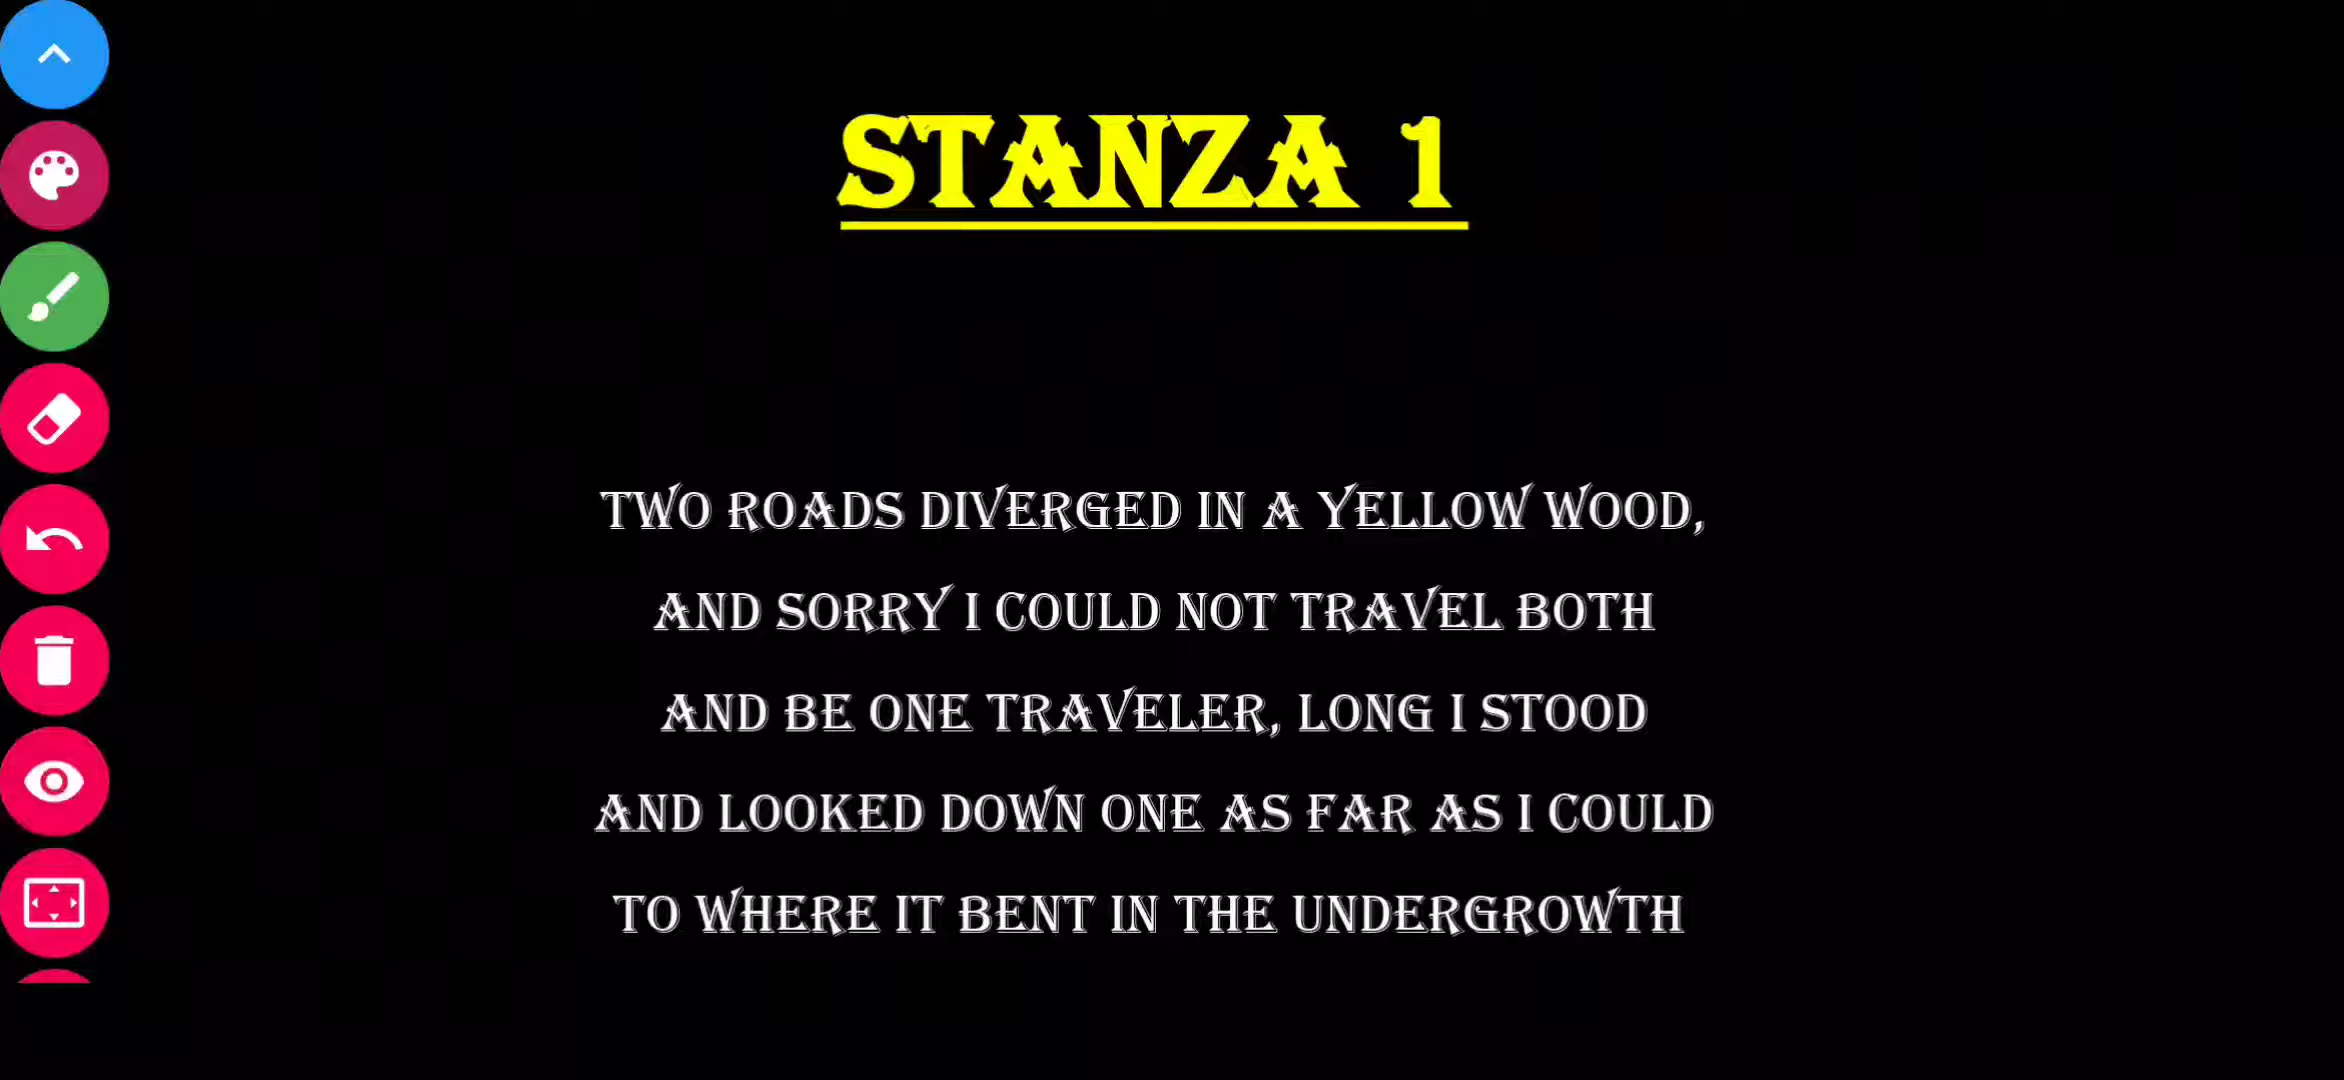 STANZA 1
TWO ROADS DIVERGED IN A YELLOW WOOD,
AND SORRY I COULD NOT TRAVEL BOTH
AND BE ONE TRAVELER, LONG I STOOD
AND LOOKED DOWN ONE AS FAR AS I COULD
TO WHERE IT BENT IN THE UNDERGROWTH